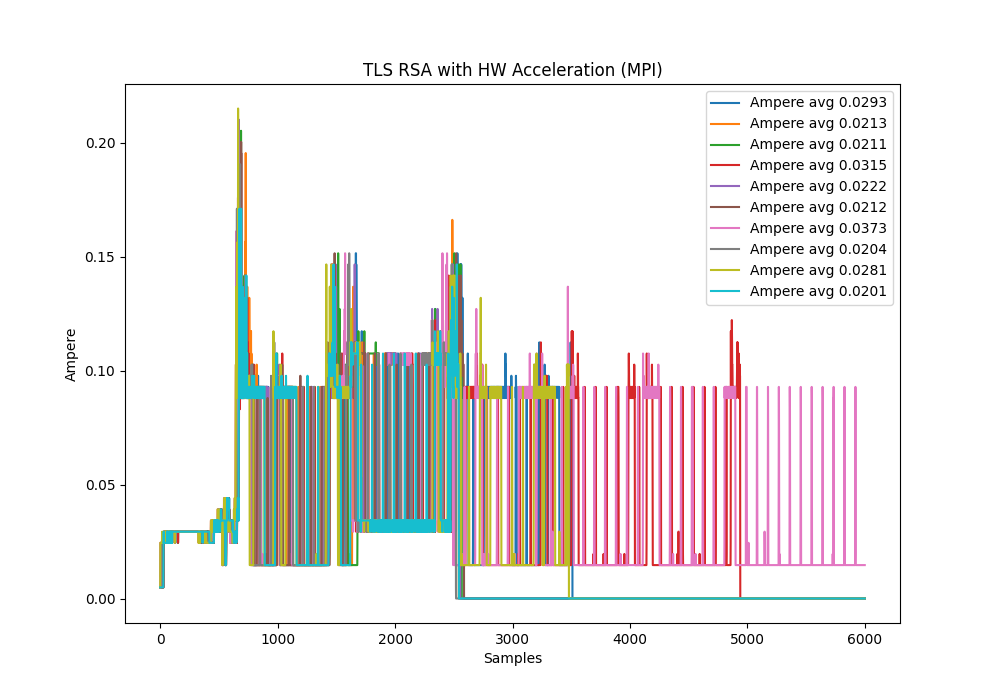 TLS RSA with HW Acceleration (MPI)
Ampere avg 0.0293
Ampere avg 0.0213
Ampere avg 0.0211
Ampere avg 0.0315
Ampere avg 0.0222
Ampere avg 0.0212
Ampere avg 0.0373
Ampere avg 0.0204
Ampere avg 0.0281
Ampere avg 0.0201
Ampere
0.20
0.15
0.10
0.05
0.00
0 1000 2000 3000 4000 5000 6000
Samples